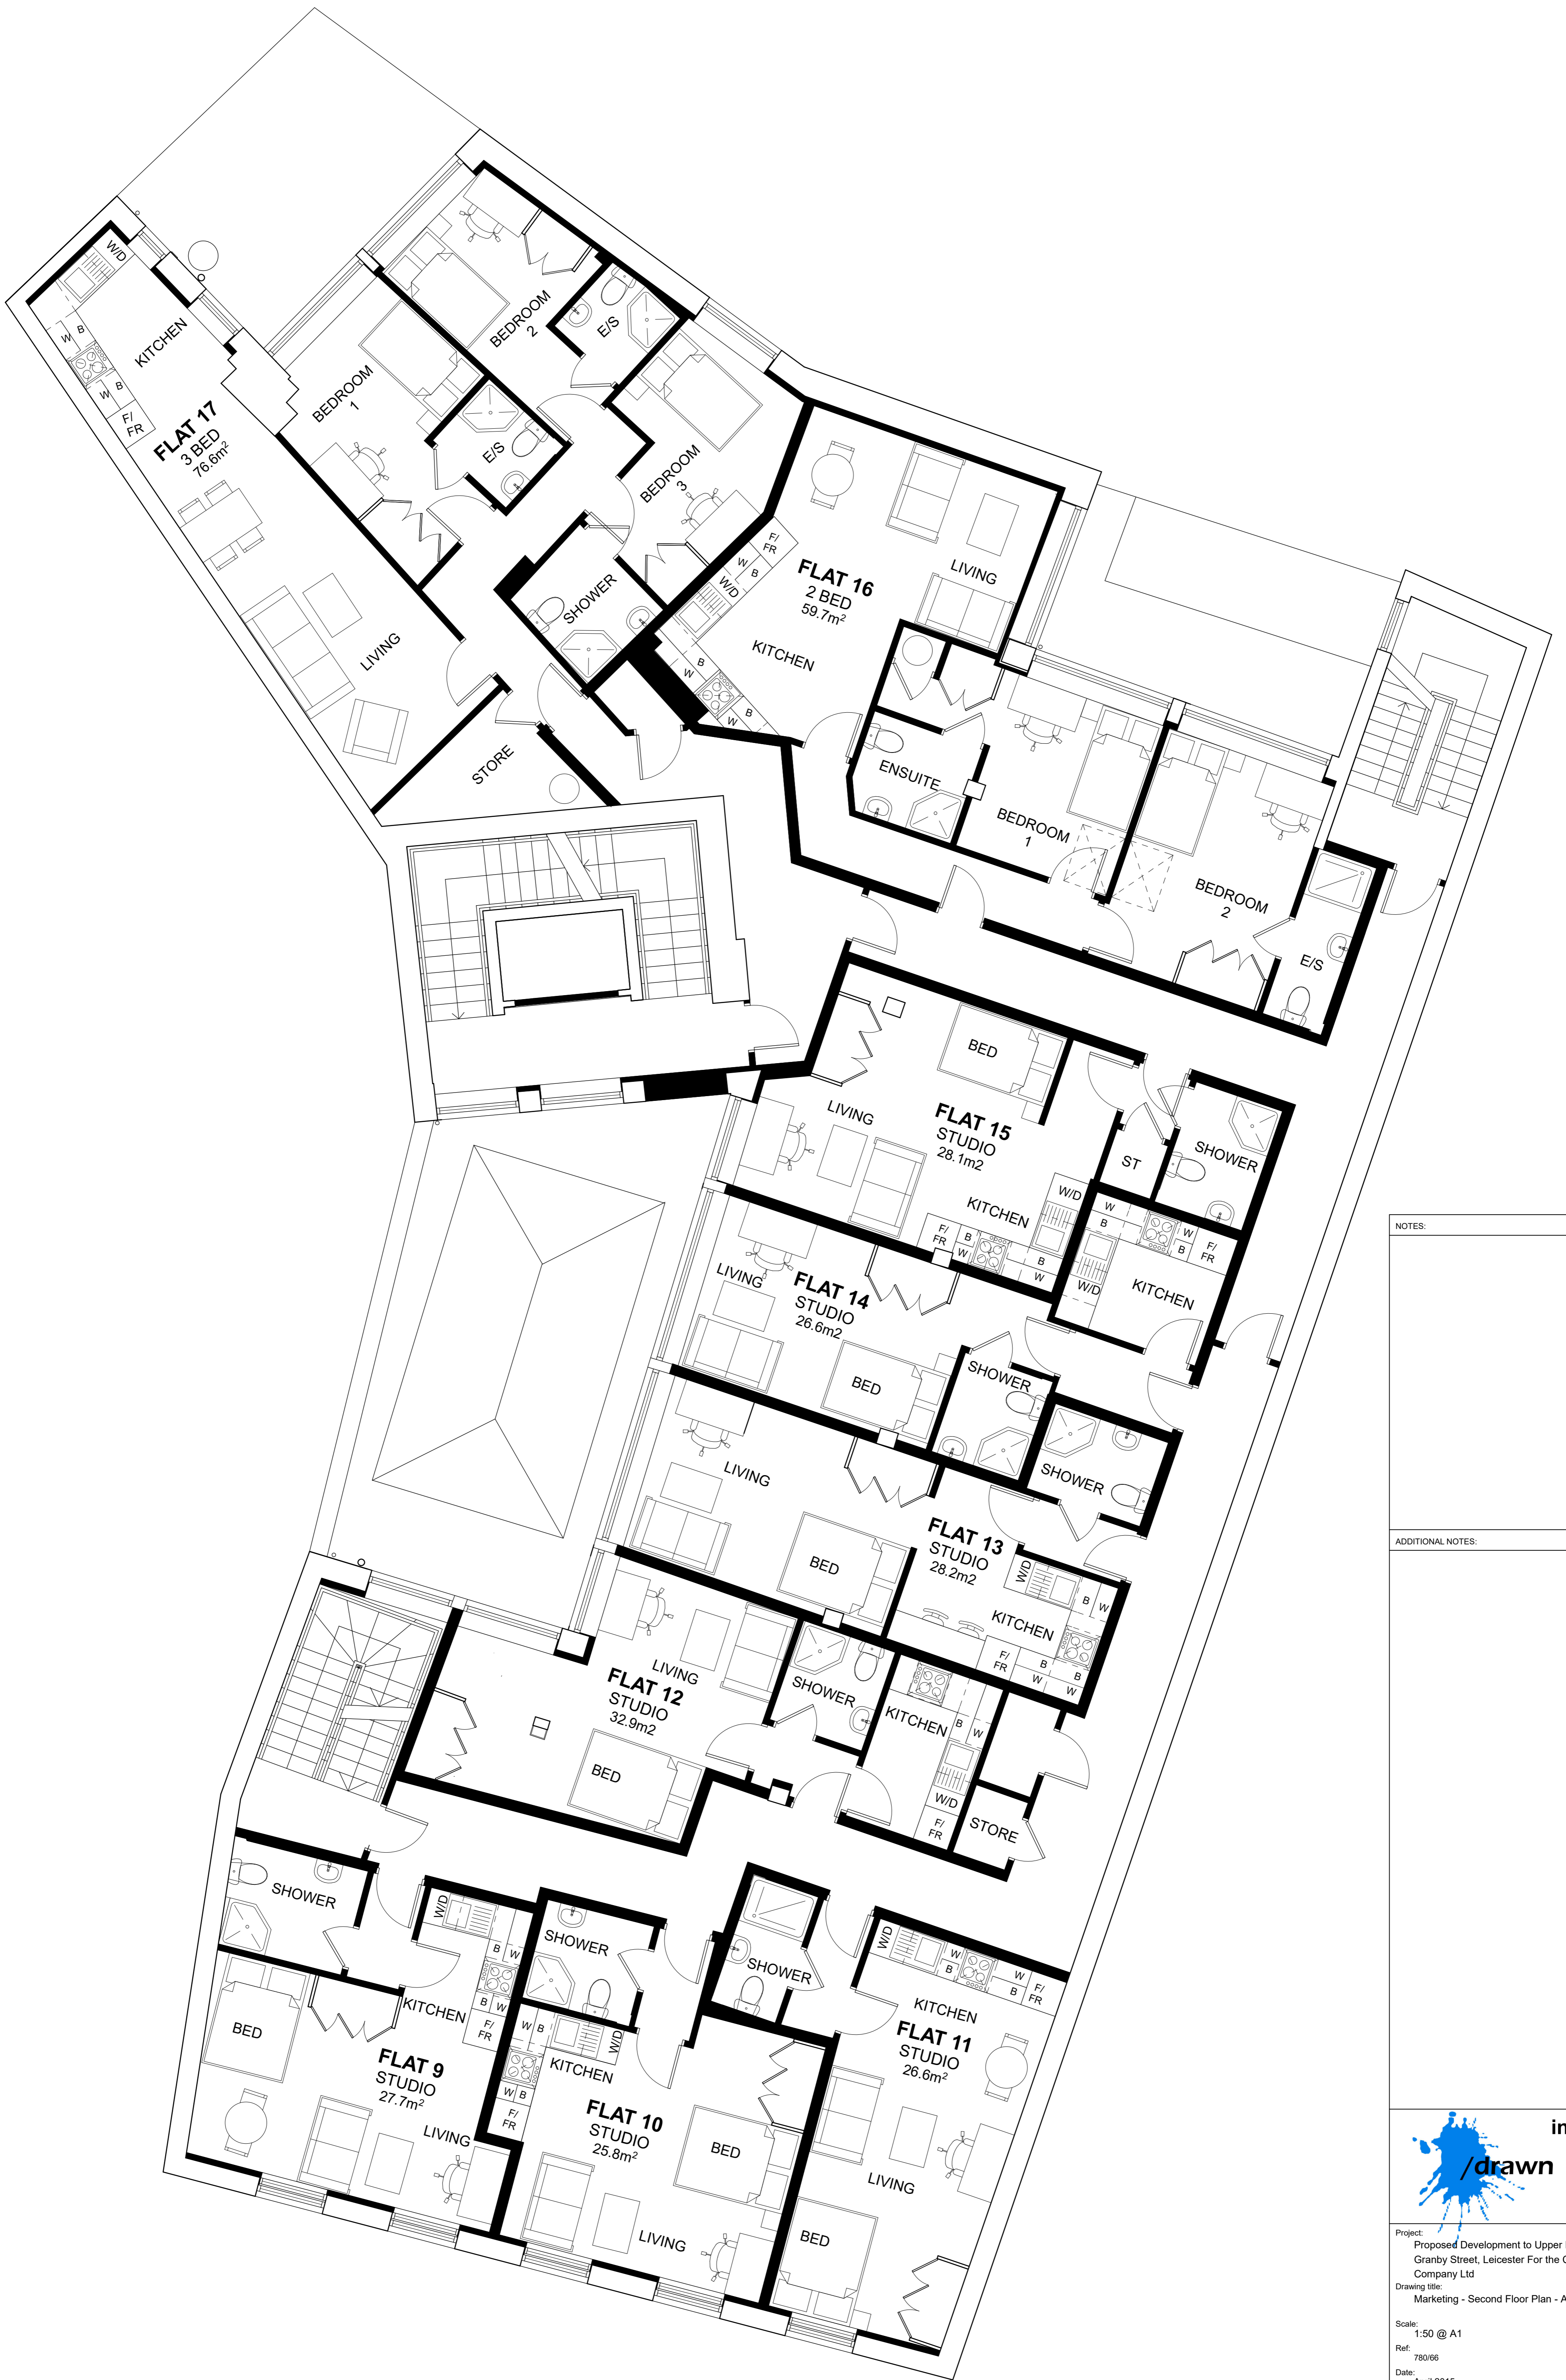 W/D
KITCHEN
B
W
B
W
F/
FR
FLAT 17
3 BED
76.6m²
LIVING
STORE
BEDROOM
1
E/S
BEDROOM
2
E/S
BEDROOM
3
SHOWER
FLAT 16
2 BED
59.7m²
LIVING
KITCHEN
F/
FR
W
B
W/D
B
W
B
W
ENSUITE
BEDROOM
1
BEDROOM
2
E/S
BED
LIVING
FLAT 15
STUDIO
28.1m2
KITCHEN
W/D
F/
FR
B
W
B
W
ST
SHOWER
W
B
W
B
F/
FR
W/D
KITCHEN
LIVING
FLAT 14
STUDIO
26.6m2
BED
SHOWER
SHOWER
LIVING
FLAT 13
STUDIO
28.2m2
BED
W/D
B
W
KITCHEN
F/
FR
B
W
B
W
LIVING
FLAT 12
STUDIO
32.9m2
BED
SHOWER
KITCHEN
B
W
W/D
F/
FR
STORE
SHOWER
W/D
B
W
B
W
F/
FR
KITCHEN
BED
FLAT 9
STUDIO
27.7m²
LIVING
SHOWER
W
B
W/D
KITCHEN
W
B
F/
FR
FLAT 10
STUDIO
25.8m²
BED
LIVING
SHOWER
W/D
W
B
W
B
F/
FR
KITCHEN
FLAT 11
STUDIO
26.6m²
LIVING
BED
NOTES:
ADDITIONAL NOTES:
in
/drawn
Project:
Proposed Development to Upper
Granby Street, Leicester For the
Company Ltd
Drawing title:
Marketing - Second Floor Plan - A
Scale:
1:50 @ A1
Ref:
780/66
Date: